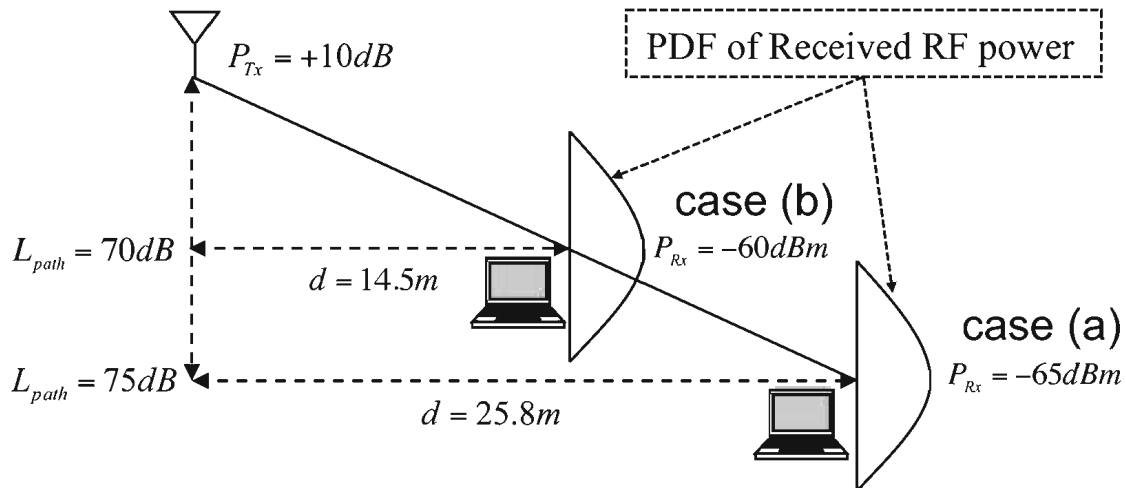 P_Tx = +10dB
PDF of Received RF power
case (b)
L_path = 70dB
P_Rx = −60dBm
d = 14.5m
case (a)
L_path = 75dB
P_Rx = −65dBm
d = 25.8m